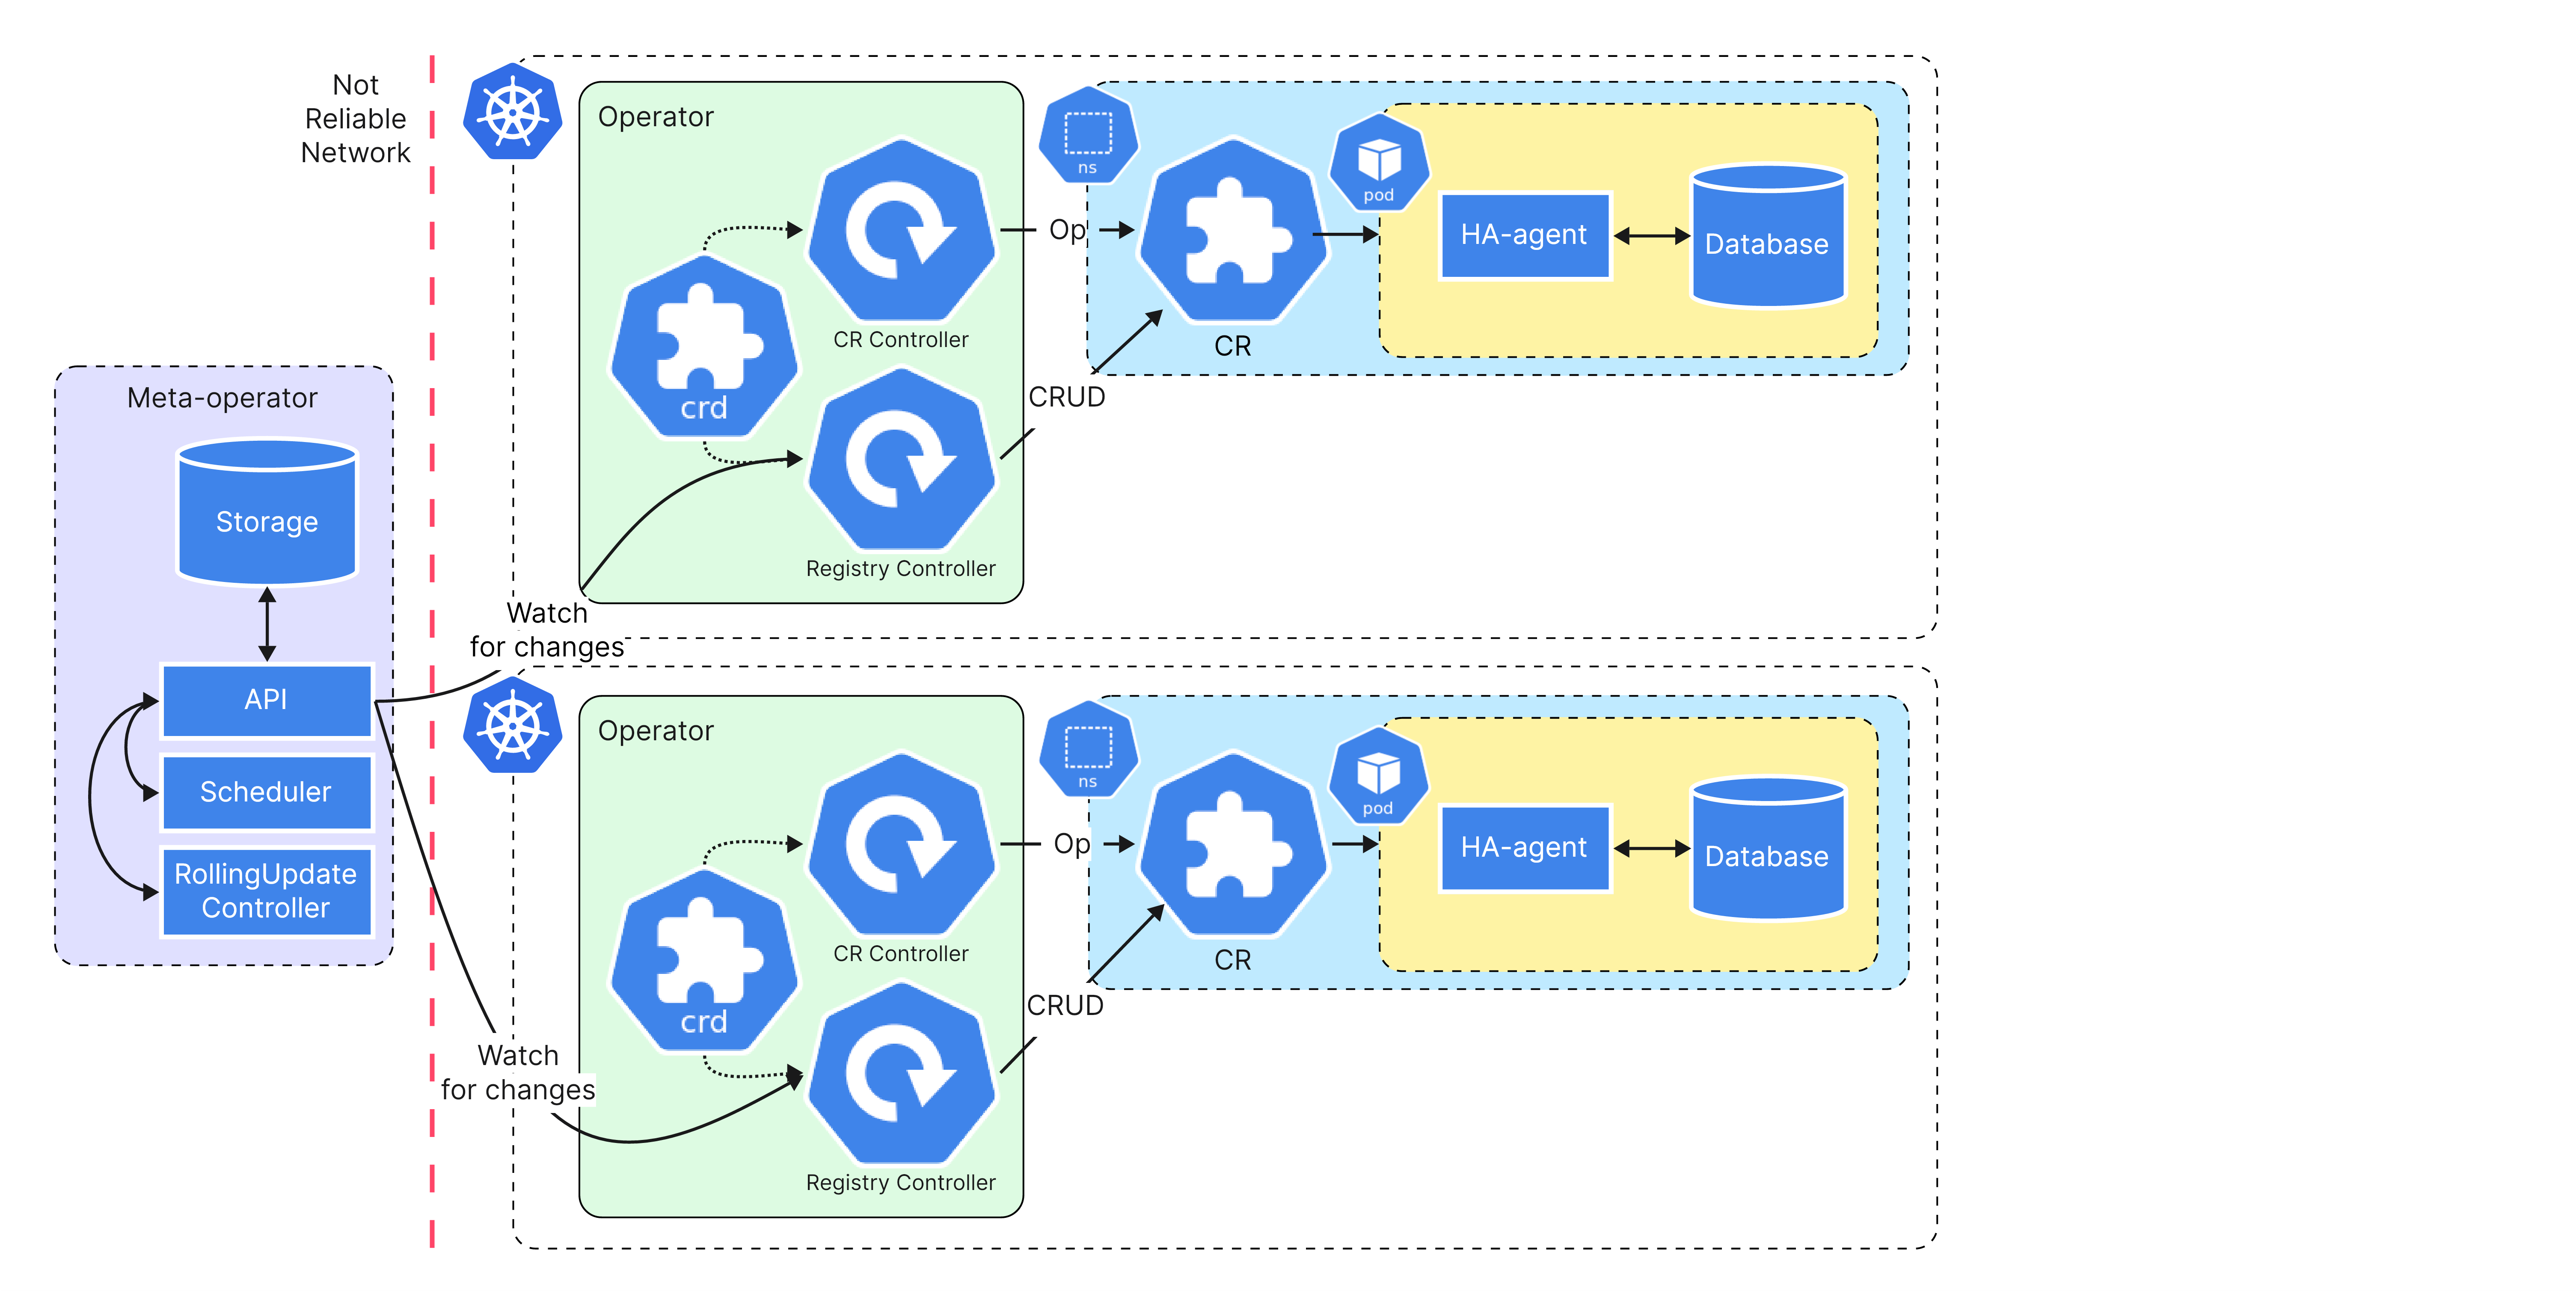 Not
Reliable
Network
Meta-operator
Storage
API
Scheduler
RollingUpdate
Controller
Operator
crd
CR Controller
Registry Controller
Op
CRUD
ns
CR
pod
HA-agent
Database
Watch
for changes
Operator
crd
CR Controller
Registry Controller
Op
CRUD
ns
CR
pod
HA-agent
Database
Watch
for changes